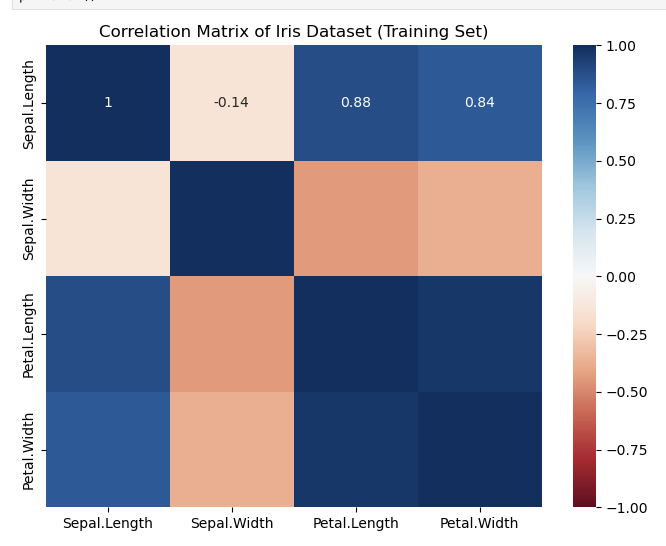 Correlation Matrix of Iris Dataset (Training Set)
Sepal.Length
1
-0.14
0.88
0.84
Sepal.Width
Petal.Length
Petal.Width
Sepal.Length
Sepal.Width
Petal.Length
Petal.Width
1.00
0.75
0.50
0.25
0.00
−0.25
−0.50
−0.75
−1.00